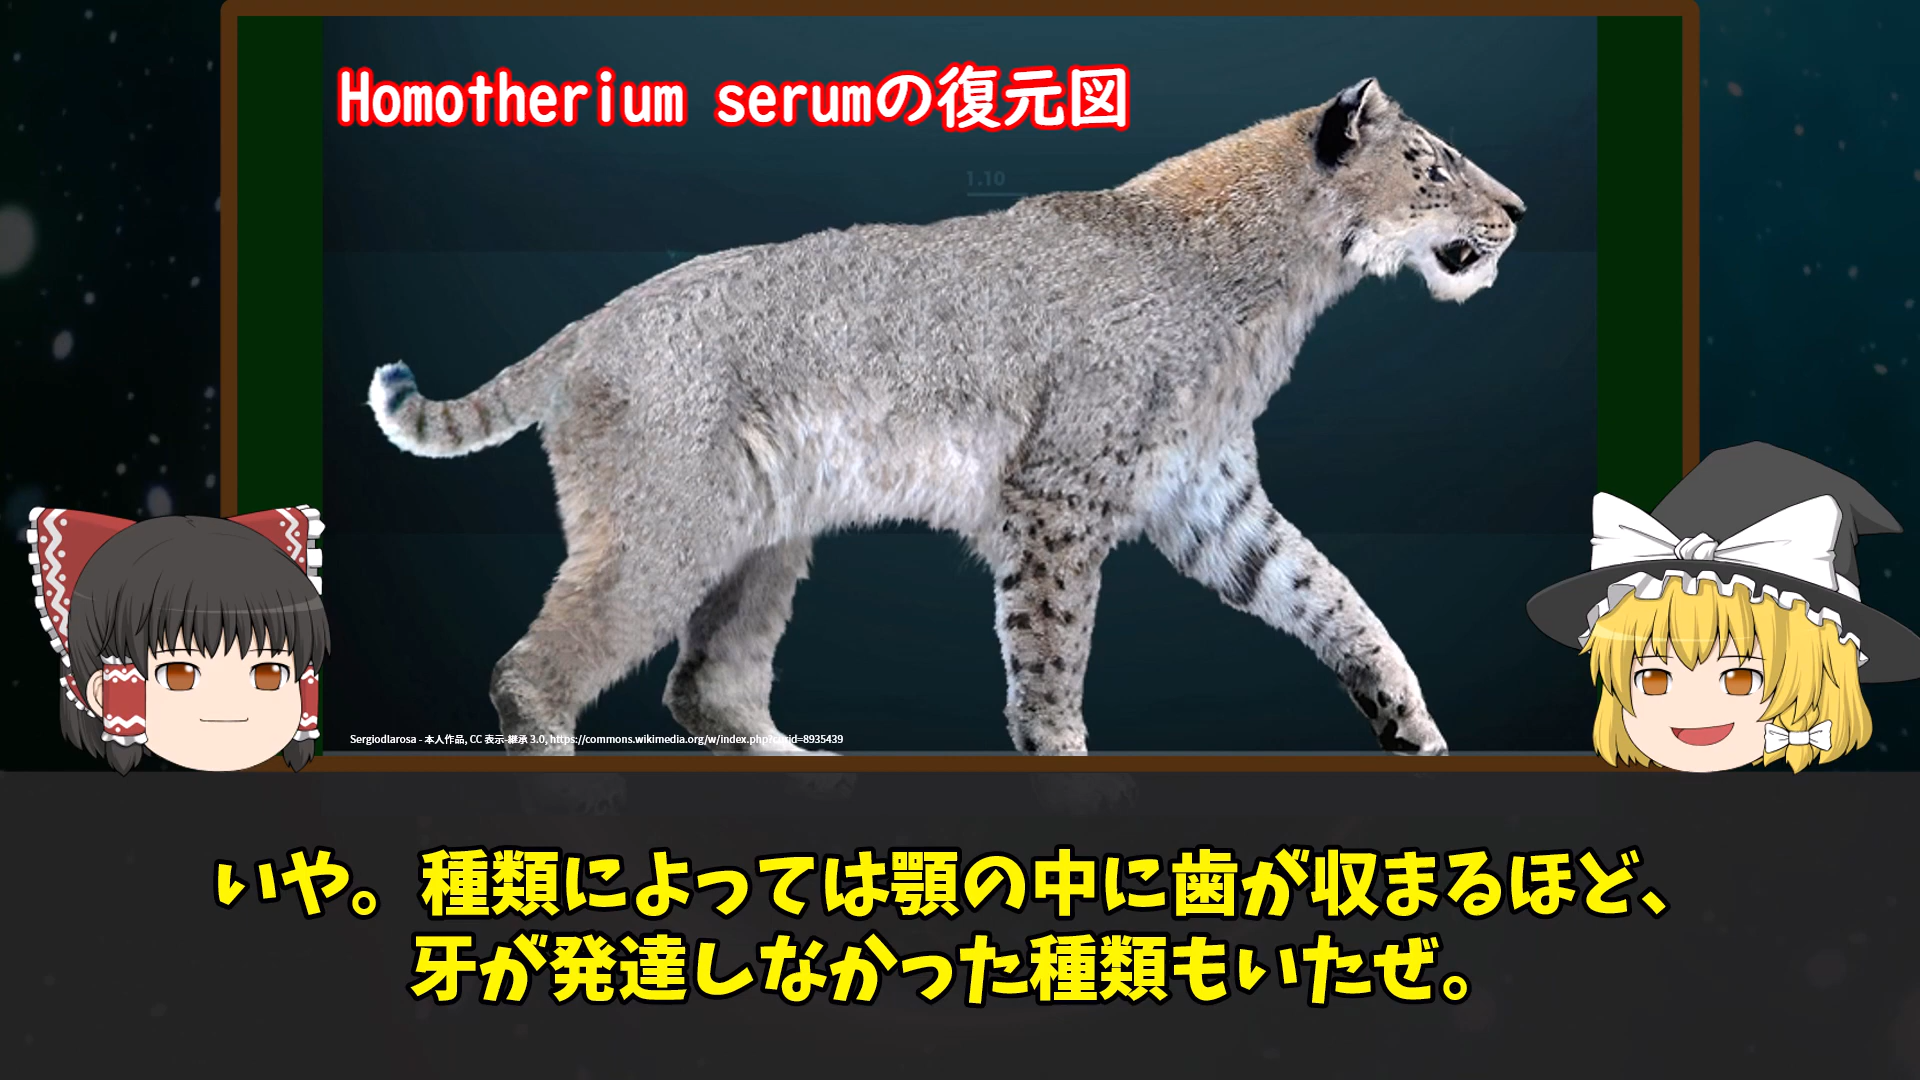 Homotherium serumの復元図
1.10
Sergiodlarosa - 本人作品, CC 表示-継承 3.0, https://commons.wikimedia.org/w/index.php?curid=8935439
いや。種類によっては顎の中に歯が収まるほど、
牙が発達しなかった種類もいたぜ。